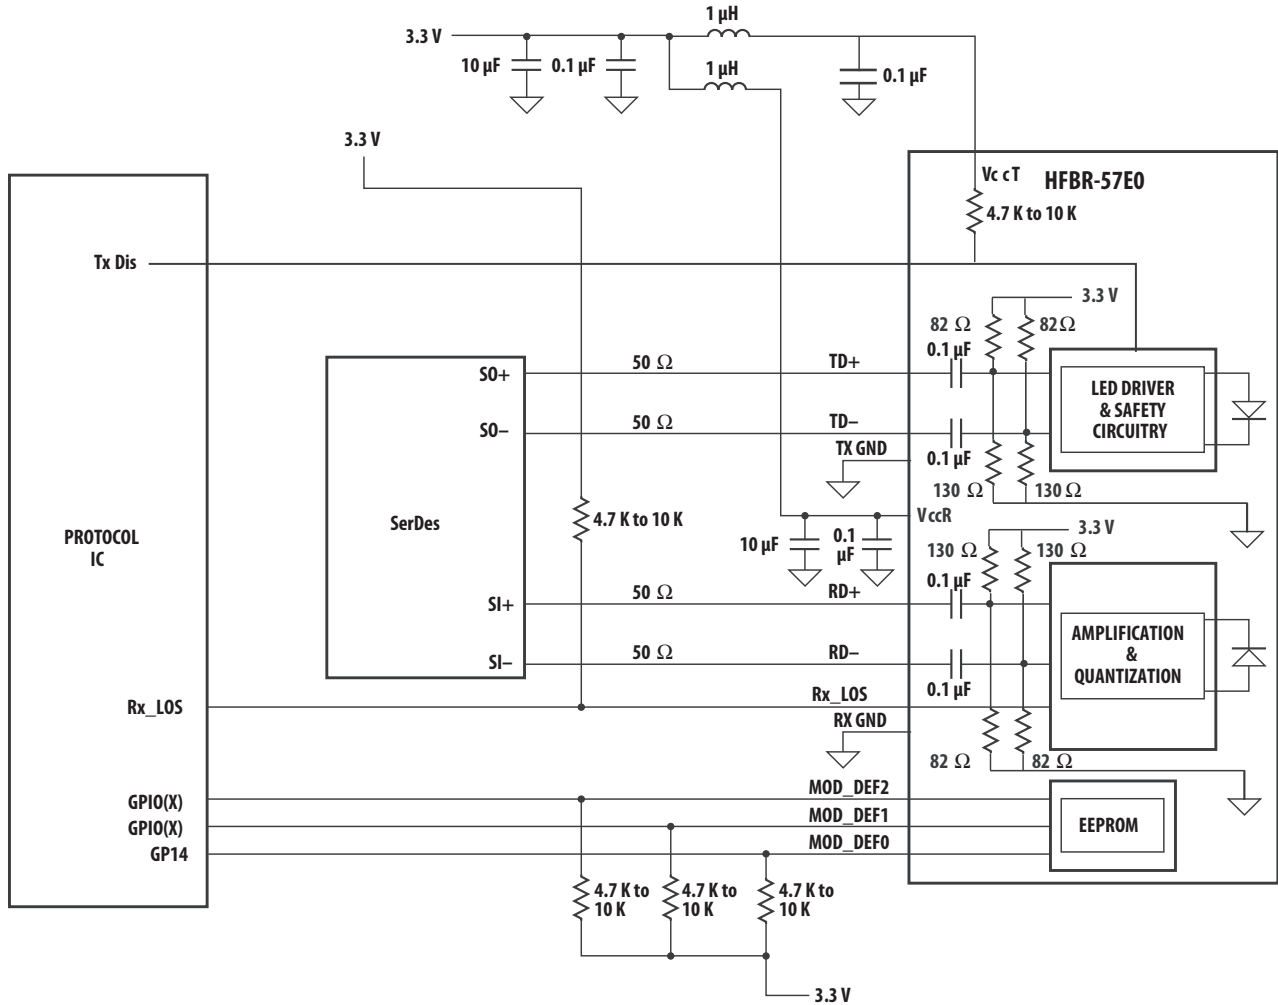 1 µH
3.3 V
10 µF
0.1 µF
1 µH
0.1 µF
3.3 V
Vc cT
HFBR-57E0
4.7 K to 10 K
Tx Dis
3.3 V
82 Ω
82Ω
0.1 µF
SO+
50 Ω
TD+
LED DRIVER
& SAFETY
CIRCUITRY
SO–
50 Ω
TD–
TX GND
0.1 µF
130 Ω
130 Ω
PROTOCOL
IC
SerDes
4.7 K to 10 K
VccR
3.3 V
10 µF
0.1
µF
130 Ω
130 Ω
0.1 µF
SI+
50 Ω
RD+
AMPLIFICATION
&
QUANTIZATION
SI–
50 Ω
RD–
0.1 µF
Rx_LOS
Rx_LOS
RX GND
82 Ω
82 Ω
GPIO(X)
MOD_DEF2
GPIO(X)
MOD_DEF1
EEPROM
GP14
MOD_DEF0
4.7 K to
10 K
4.7 K to
10 K
4.7 K to
10 K
3.3 V